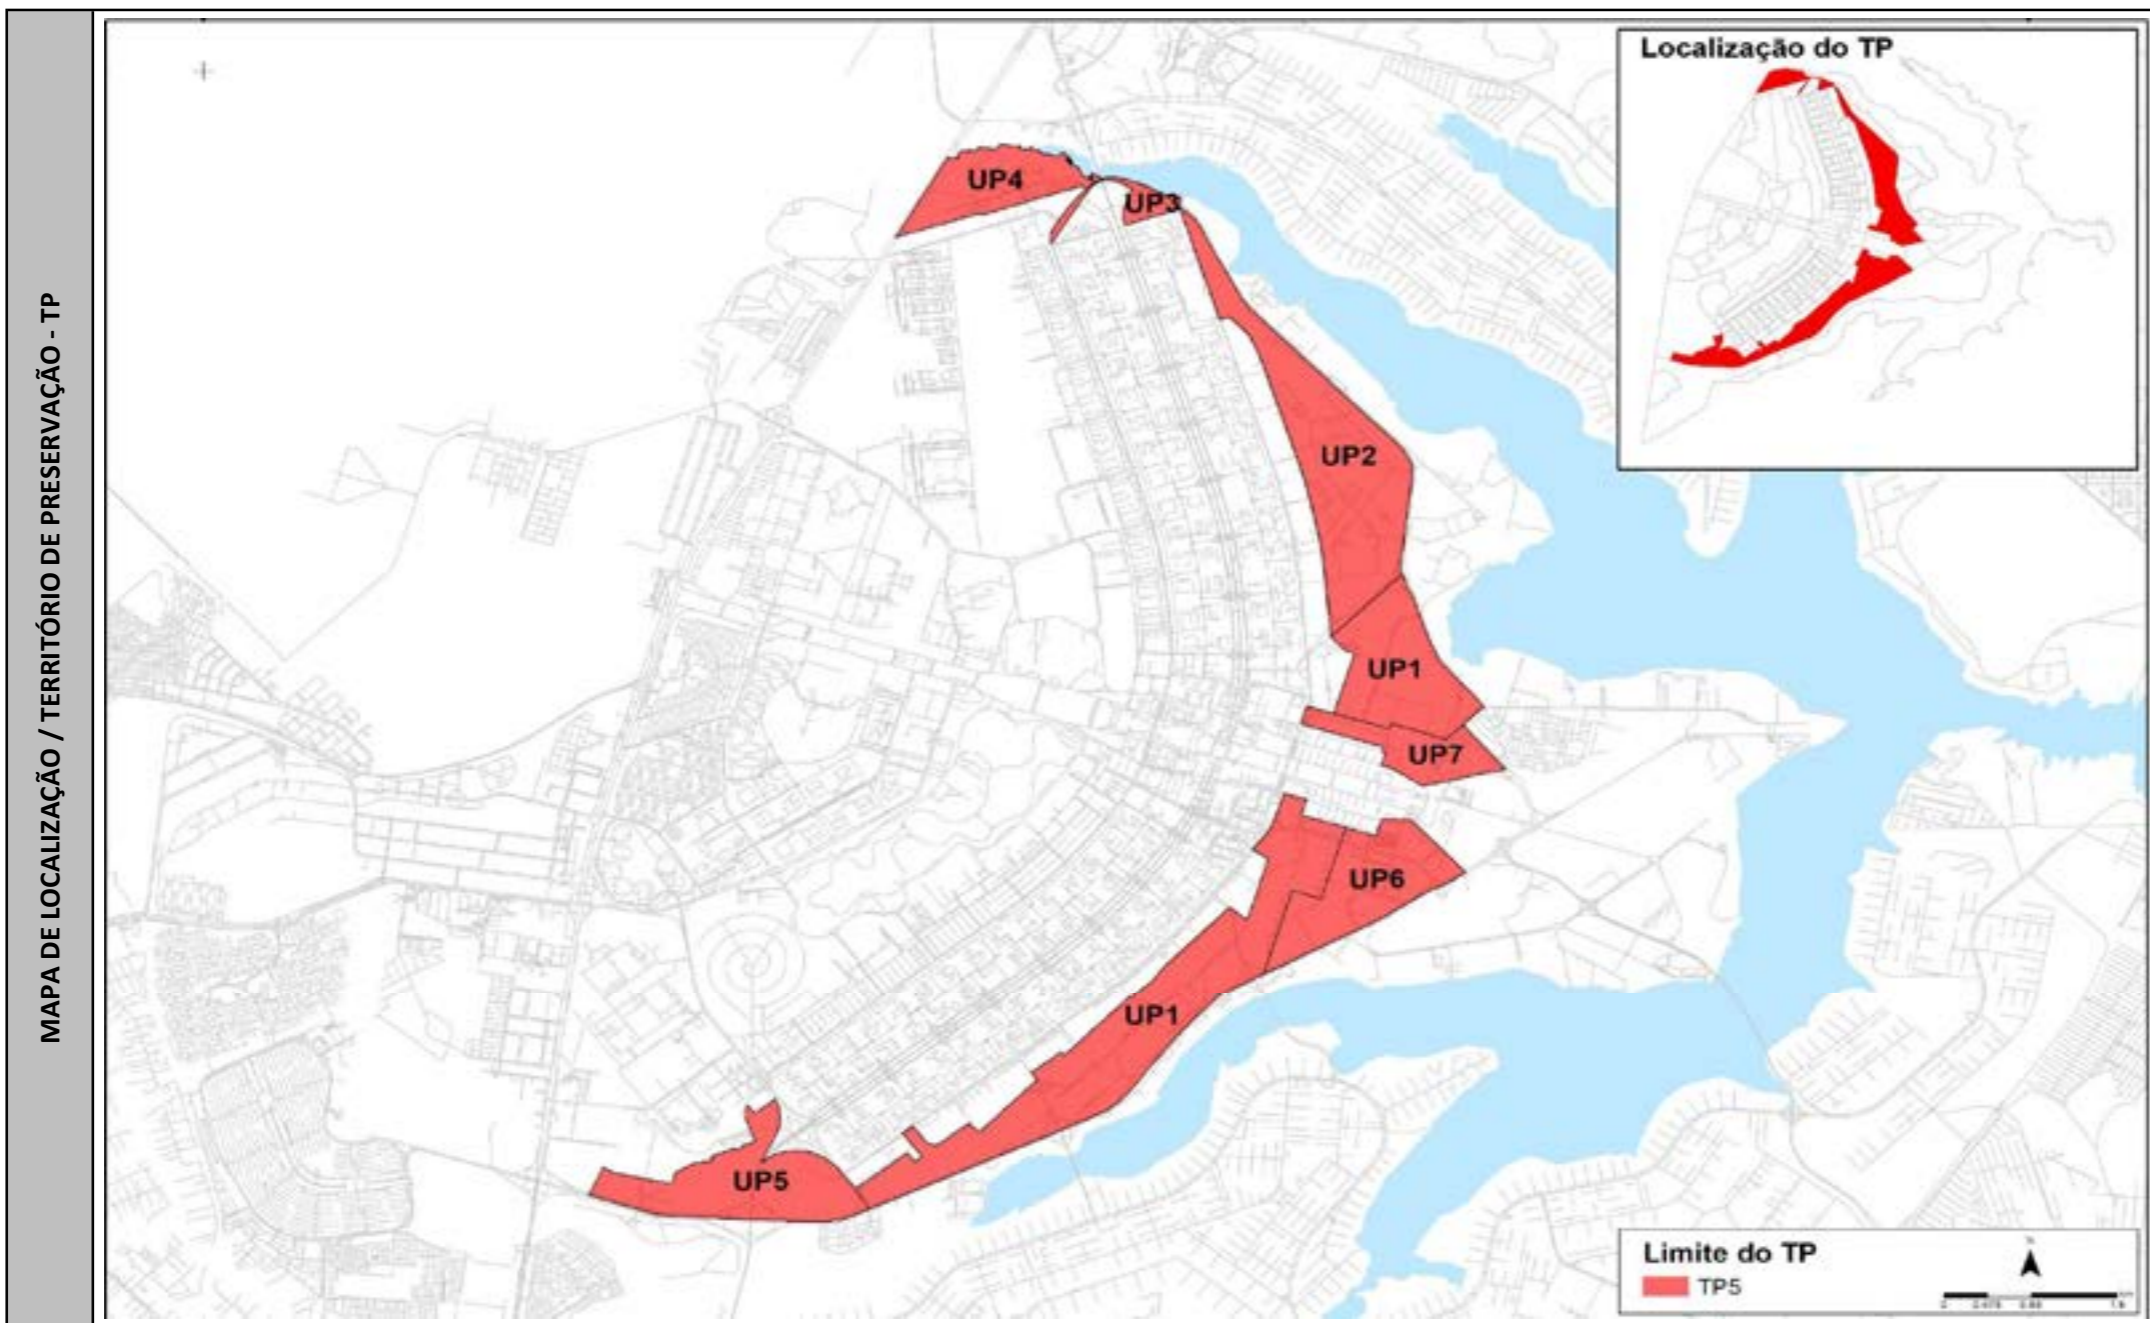 MAPA DE LOCALIZAÇÃO / TERRITÓRIO DE PRESERVAÇÃO - TP
Localização do TP
UP4
UP3
UP2
UP1
UP7
UP6
UP1
UP5
Limite do TP
TP5